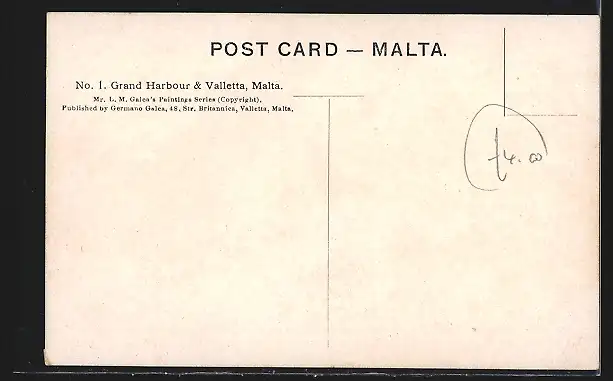 POST CARD — MALTA.
No. 1. Grand Harbour & Valletta, Malta.
Mr. L. M. Galea's Paintings Series (Copyright).
Published by Germano Galea, 48, Str. Britannica, Valletta, Malta.
£4.00